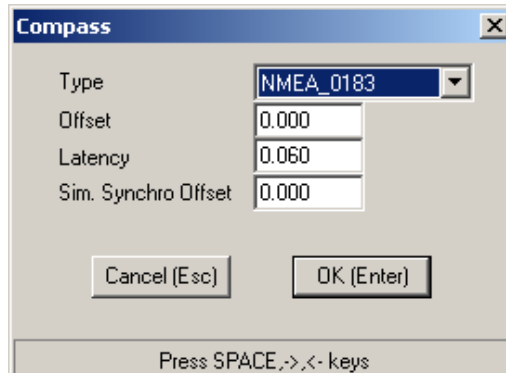 Compass
Type NMEA_0183
Offset 0.000
Latency 0.060
Sim. Synchro Offset 0.000
Cancel (Esc) OK (Enter)
Press SPACE,->,<- keys